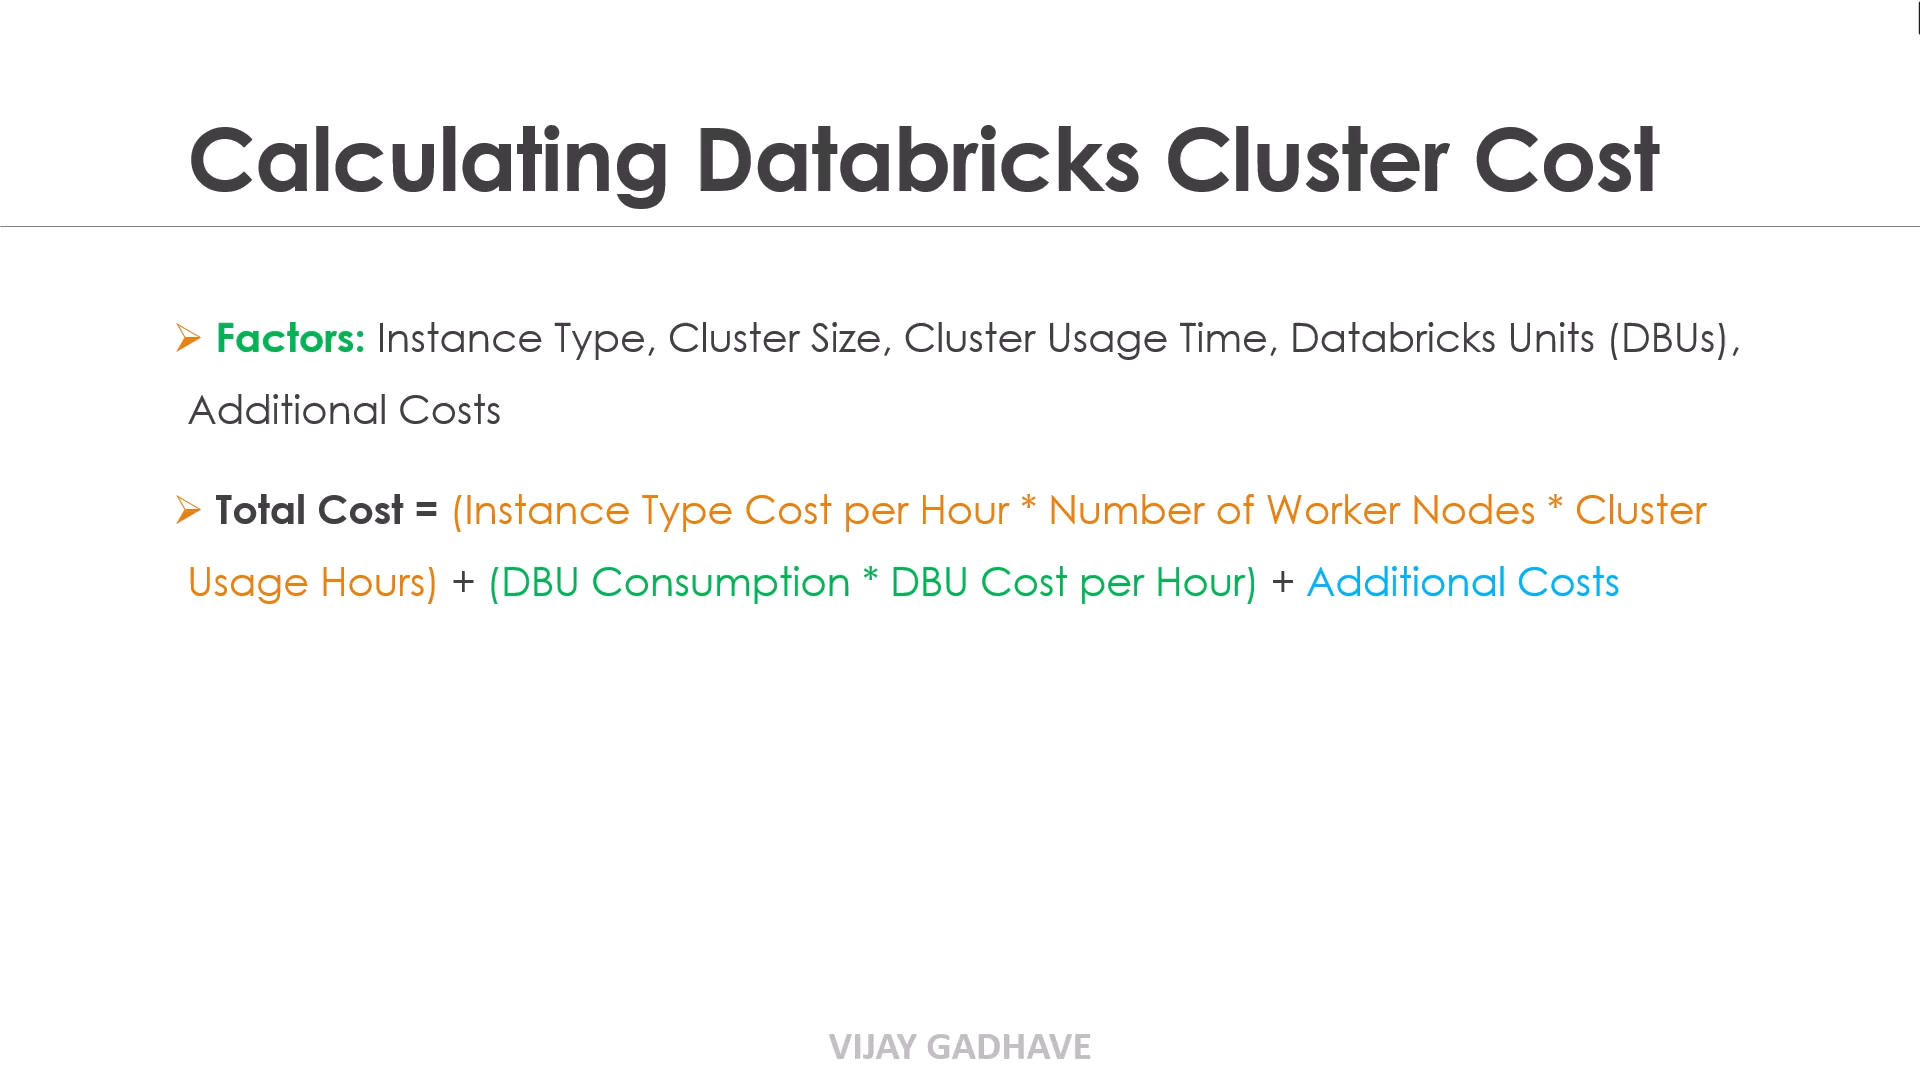 Calculating Databricks Cluster Cost
Factors: Instance Type, Cluster Size, Cluster Usage Time, Databricks Units (DBUs),
Additional Costs
Total Cost = (Instance Type Cost per Hour * Number of Worker Nodes * Cluster
Usage Hours) + (DBU Consumption * DBU Cost per Hour) + Additional Costs
VIJAY GADHAVE